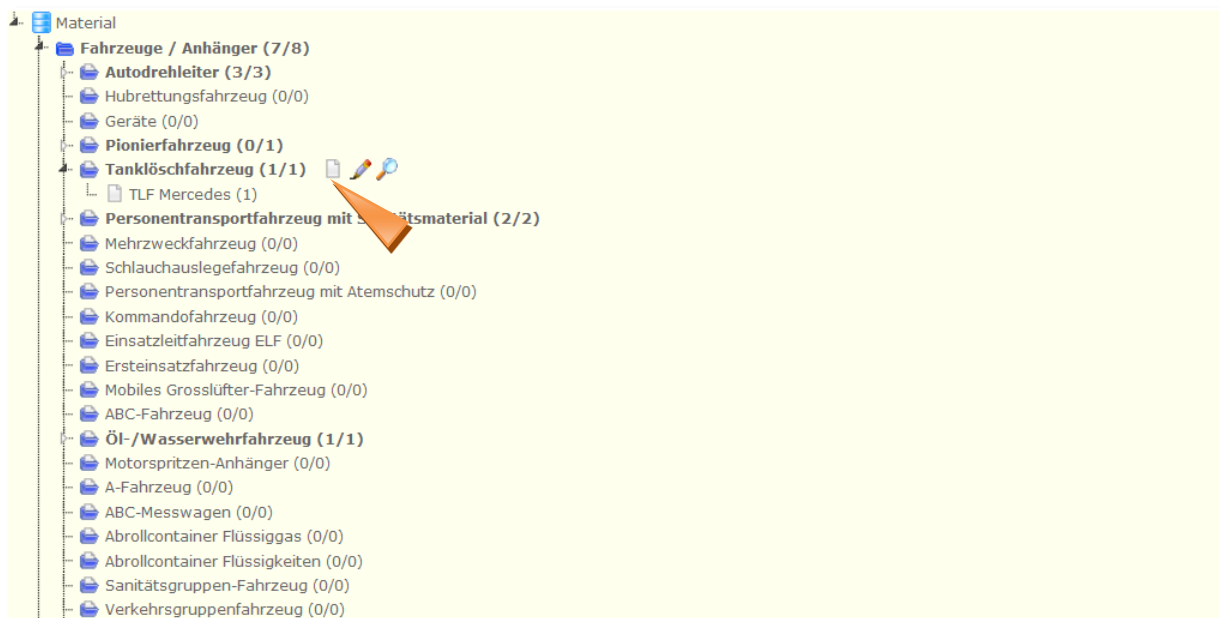 Material
Fahrzeuge / Anhänger (7/8)
Autodrehleiter (3/3)
Hubrettungsfahrzeug (0/0)
Geräte (0/0)
Pionierfahrzeug (0/1)
Tanklöschfahrzeug (1/1)
TLF Mercedes (1)
Personentransportfahrzeug mit (2/2)
Mehrzweckfahrzeug (0/0)
Schlauchauslegefahrzeug (0/0)
Personentransportfahrzeug mit Atemschutz (0/0)
Kommandofahrzeug (0/0)
Einsatzleitfahrzeug ELF (0/0)
Ersteinsatzfahrzeug (0/0)
Mobiles Grosslüfter-Fahrzeug (0/0)
ABC-Fahrzeug (0/0)
Öl-/Wasserwehrfahrzeug (1/1)
Motorspritzen-Anhänger (0/0)
A-Fahrzeug (0/0)
ABC-Messwagen (0/0)
Abrollcontainer Flüssiggas (0/0)
Abrollcontainer Flüssigkeiten (0/0)
Sanitätsgruppen-Fahrzeug (0/0)
Verkehrsgruppenfahrzeug (0/0)